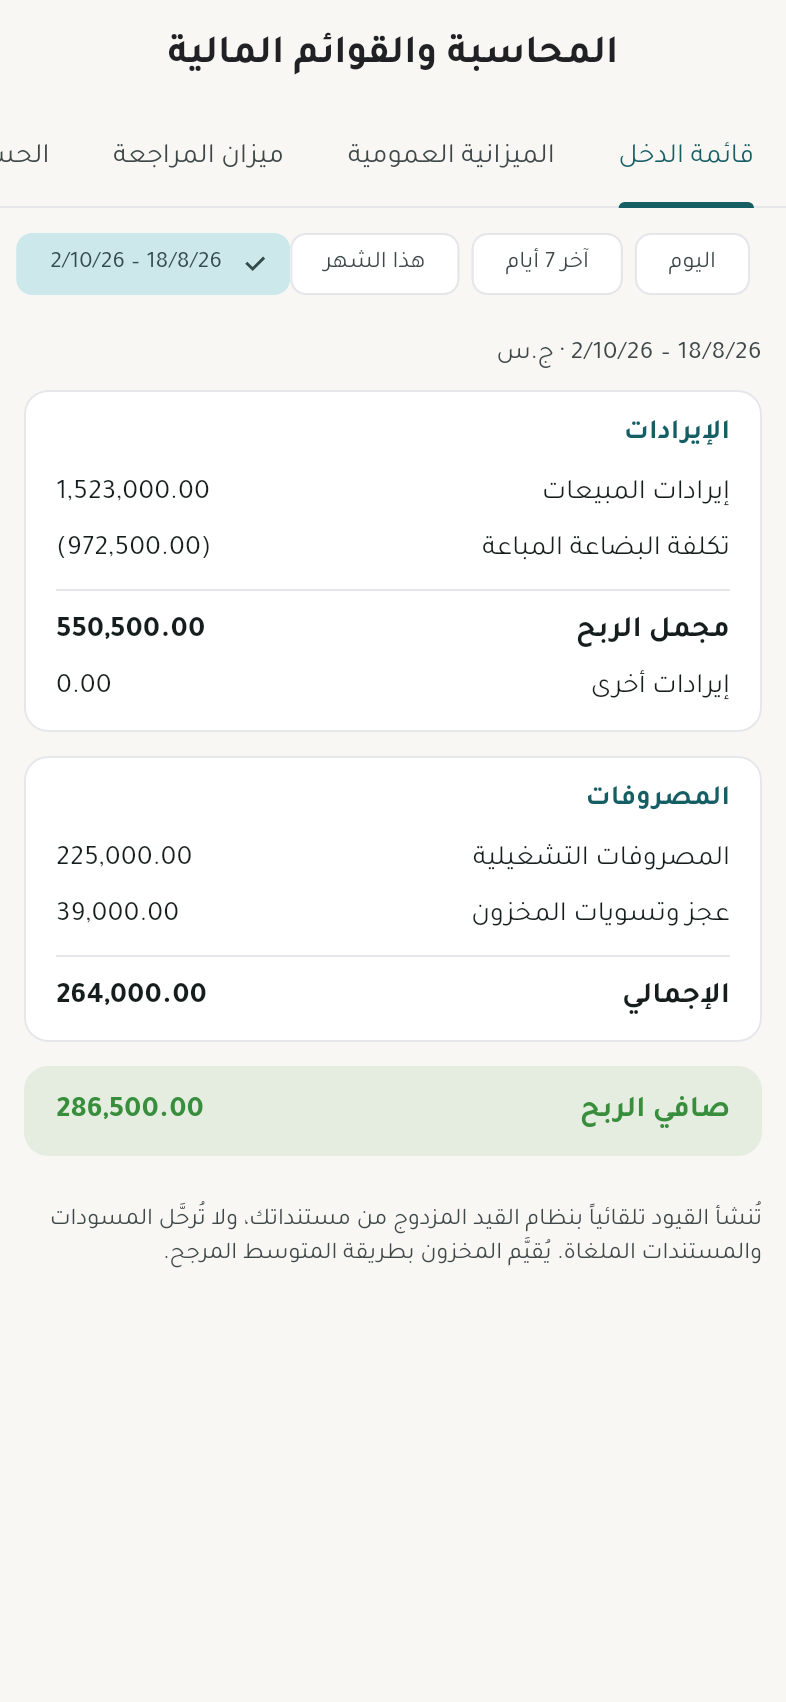 المحاسبة والقوائم المالية
قائمة الدخل الميزانية العمومية ميزان المراجعة
اليوم آخر 7 أيام هذا الشهر 18/8/26 – 2/10/26
18/8/26 – 2/10/26 · ج.س
الإيرادات
إيرادات المبيعات 1,523,000.00
تكلفة البضاعة المباعة (972,500.00)
مجمل الربح 550,500.00
إيرادات أخرى 0.00
المصروفات
المصروفات التشغيلية 225,000.00
عجز وتسويات المخزون 39,000.00
الإجمالي 264,000.00
صافي الربح 286,500.00
تُنشأ القيود تلقائياً بنظام القيد المزدوج من مستنداتك، ولا تُرحَّل المسودات
والمستندات الملغاة. يُقيَّم المخزون بطريقة المتوسط المرجح.